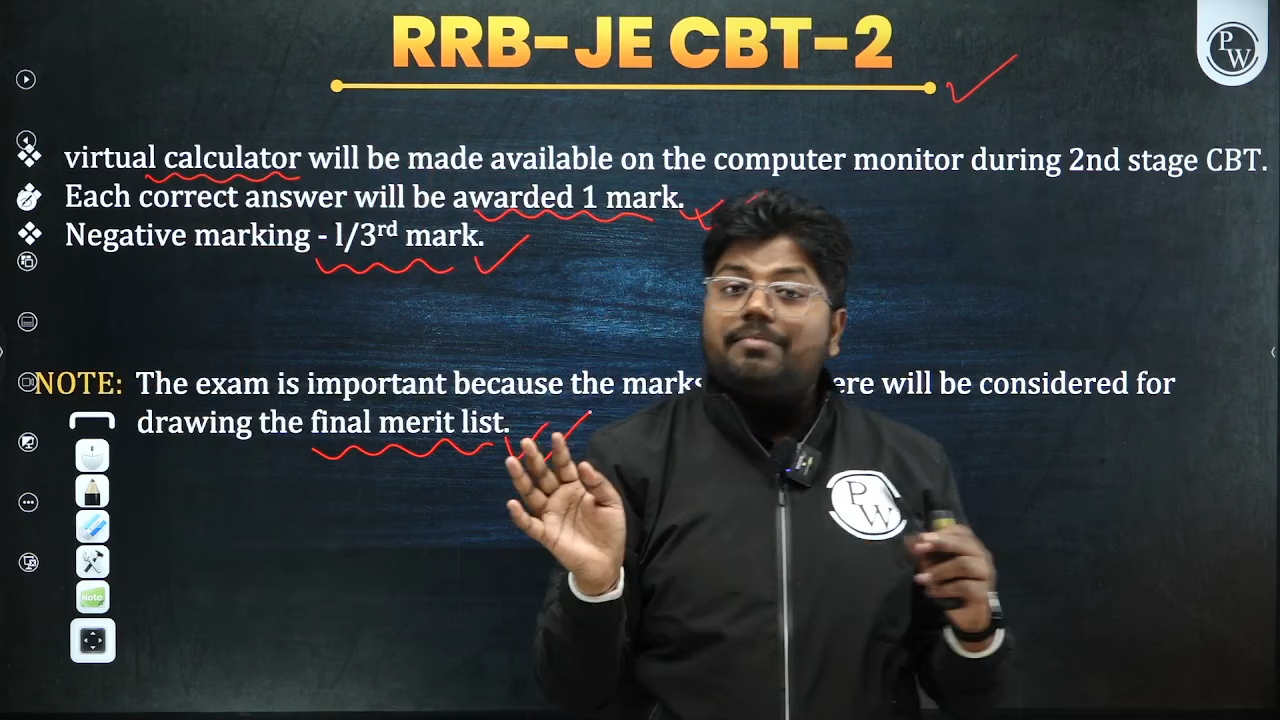 RRB-JE CBT-2
PW
virtual calculator will be made available on the computer monitor during 2nd stage CBT.
Each correct answer will be awarded 1 mark.
Negative marking - l/3rd mark.
NOTE: The exam is important because the marks ere will be considered for
drawing the final merit list.
PW
Note